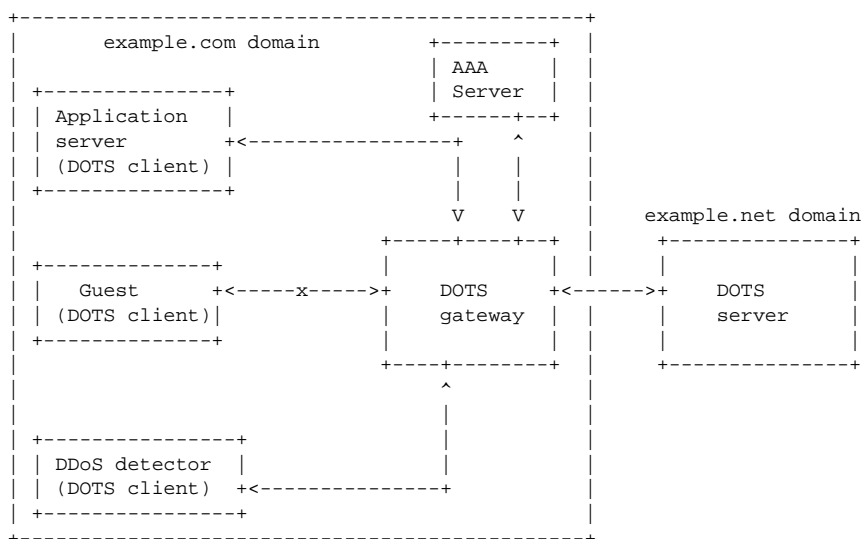 example.com domain
AAA
Server
Application
server
(DOTS client)
example.net domain
Guest
(DOTS client)
x
DOTS
gateway
DOTS
server
DDoS detector
(DOTS client)